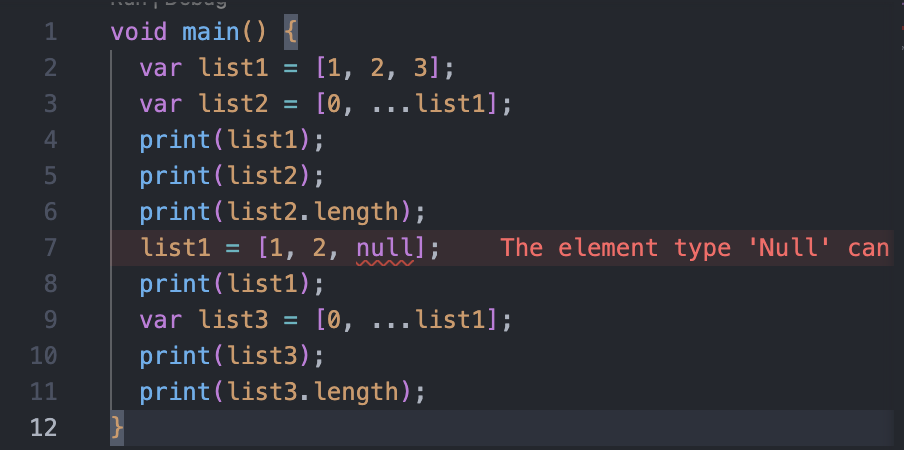 Run | Debug
1 void main() {
2 var list1 = [1, 2, 3];
3 var list2 = [0, ...list1];
4 print(list1);
5 print(list2);
6 print(list2.length);
7 list1 = [1, 2, null]; The element type 'Null' can
8 print(list1);
9 var list3 = [0, ...list1];
10 print(list3);
11 print(list3.length);
12 }